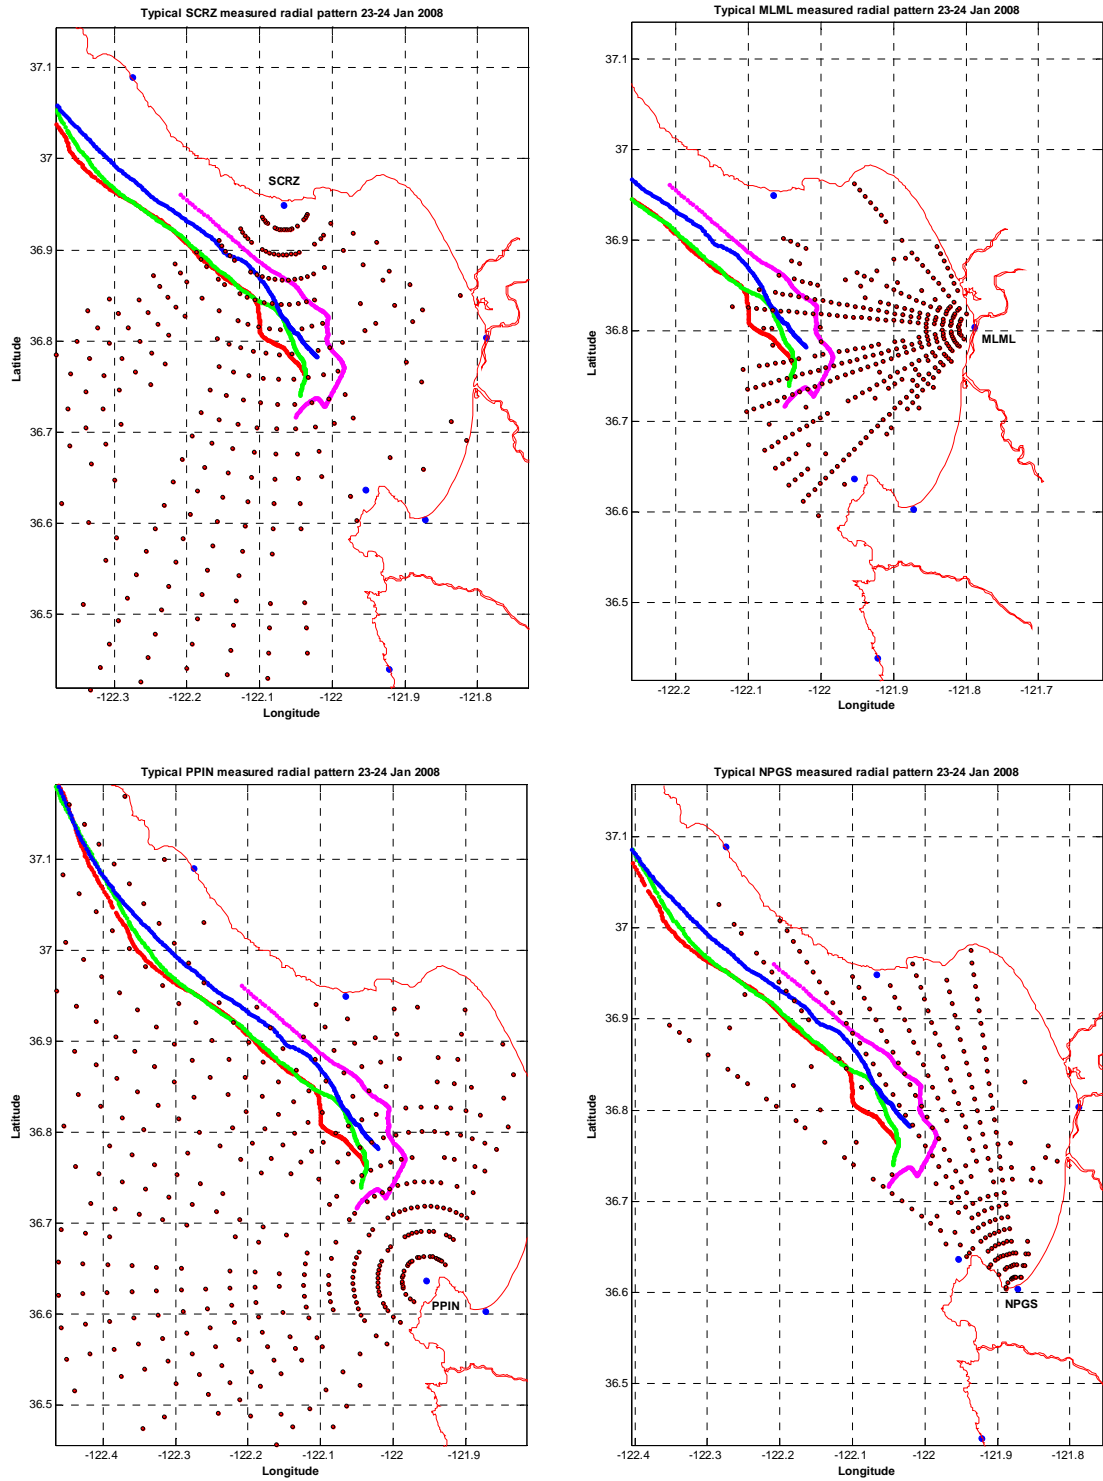 Typical SCRZ measured radial pattern 23-24 Jan 2008
37.1
37
36.9
36.8
36.7
36.6
36.5
Latitude
SCRZ
-122.3 -122.2 -122.1 -122 -121.9 -121.8
Longitude
Typical MLML measured radial pattern 23-24 Jan 2008
37.1
37
36.9
36.8
36.7
36.6
36.5
Latitude
MLML
-122.2 -122.1 -122 -121.9 -121.8 -121.7
Longitude
Typical PPIN measured radial pattern 23-24 Jan 2008
37.1
37
36.9
36.8
36.7
36.6
36.5
Latitude
PPIN
-122.4 -122.3 -122.2 -122.1 -122 -121.9
Longitude
Typical NPGS measured radial pattern 23-24 Jan 2008
37.1
37
36.9
36.8
36.7
36.6
36.5
Latitude
NPGS
-122.4 -122.3 -122.2 -122.1 -122 -121.9 -121.8
Longitude